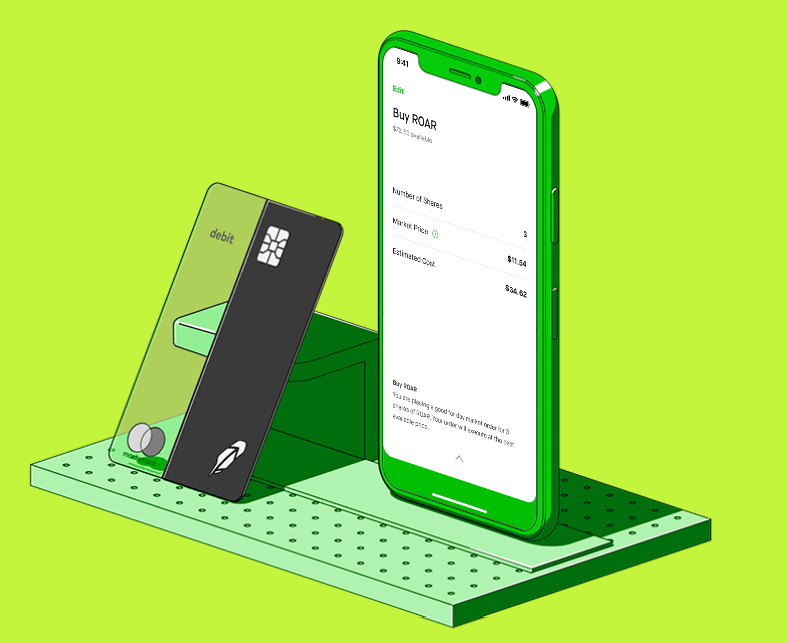 debit
mastercard
9:41
Edit
Buy ROAR
$72.53 available
Number of Shares
3
Market Price
$11.54
Estimated Cost
$34.62
Buy ROAR
You are placing a good for day market order for 3
shares of ROAR. Your order will execute at the best
available price.